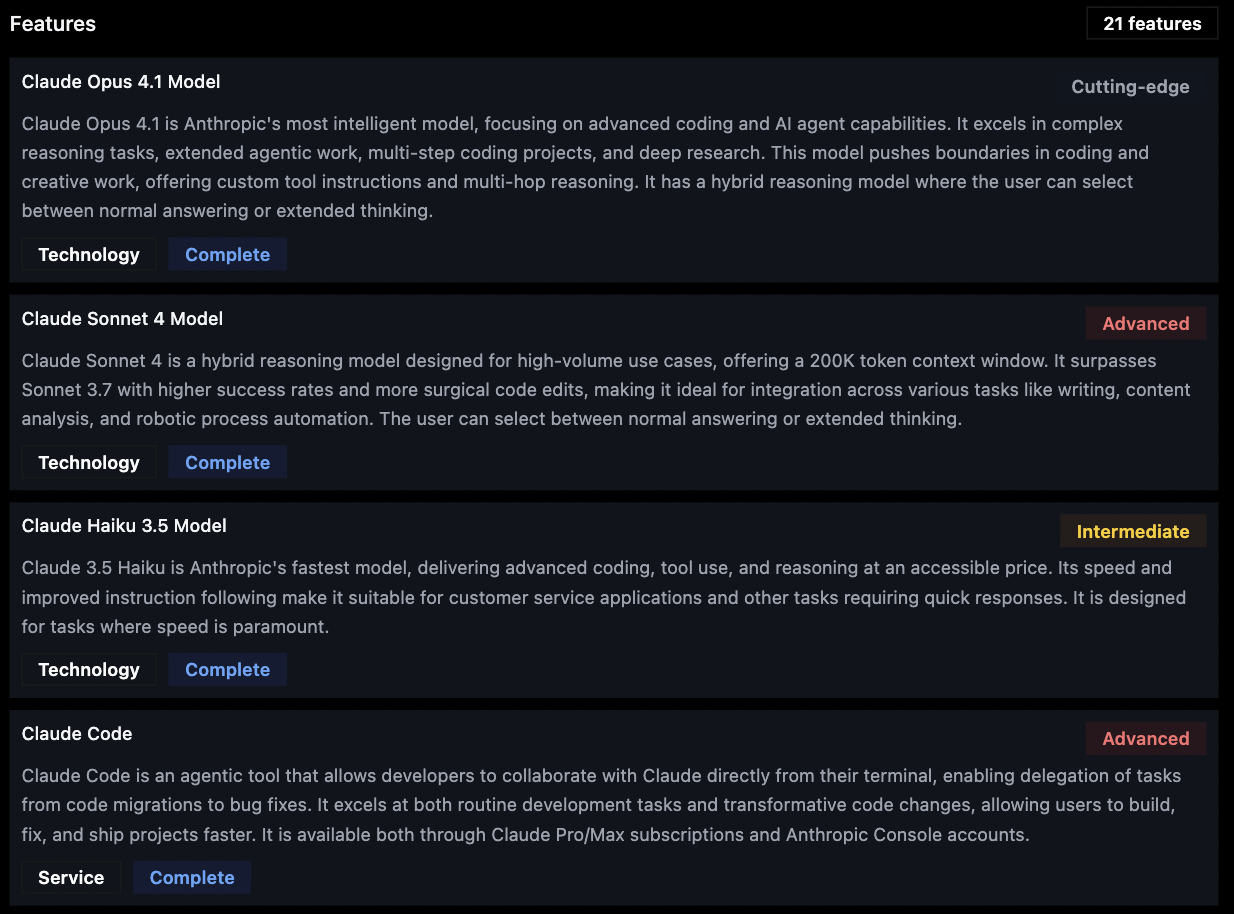 Features
21 features
Claude Opus 4.1 Model
Cutting-edge
Claude Opus 4.1 is Anthropic's most intelligent model, focusing on advanced coding and AI agent capabilities. It excels in complex
reasoning tasks, extended agentic work, multi-step coding projects, and deep research. This model pushes boundaries in coding and
creative work, offering custom tool instructions and multi-hop reasoning. It has a hybrid reasoning model where the user can select
between normal answering or extended thinking.
Technology
Complete
Claude Sonnet 4 Model
Advanced
Claude Sonnet 4 is a hybrid reasoning model designed for high-volume use cases, offering a 200K token context window. It surpasses
Sonnet 3.7 with higher success rates and more surgical code edits, making it ideal for integration across various tasks like writing, content
analysis, and robotic process automation. The user can select between normal answering or extended thinking.
Technology
Complete
Claude Haiku 3.5 Model
Intermediate
Claude 3.5 Haiku is Anthropic's fastest model, delivering advanced coding, tool use, and reasoning at an accessible price. Its speed and
improved instruction following make it suitable for customer service applications and other tasks requiring quick responses. It is designed
for tasks where speed is paramount.
Technology
Complete
Claude Code
Advanced
Claude Code is an agentic tool that allows developers to collaborate with Claude directly from their terminal, enabling delegation of tasks
from code migrations to bug fixes. It excels at both routine development tasks and transformative code changes, allowing users to build,
fix, and ship projects faster. It is available both through Claude Pro/Max subscriptions and Anthropic Console accounts.
Service
Complete